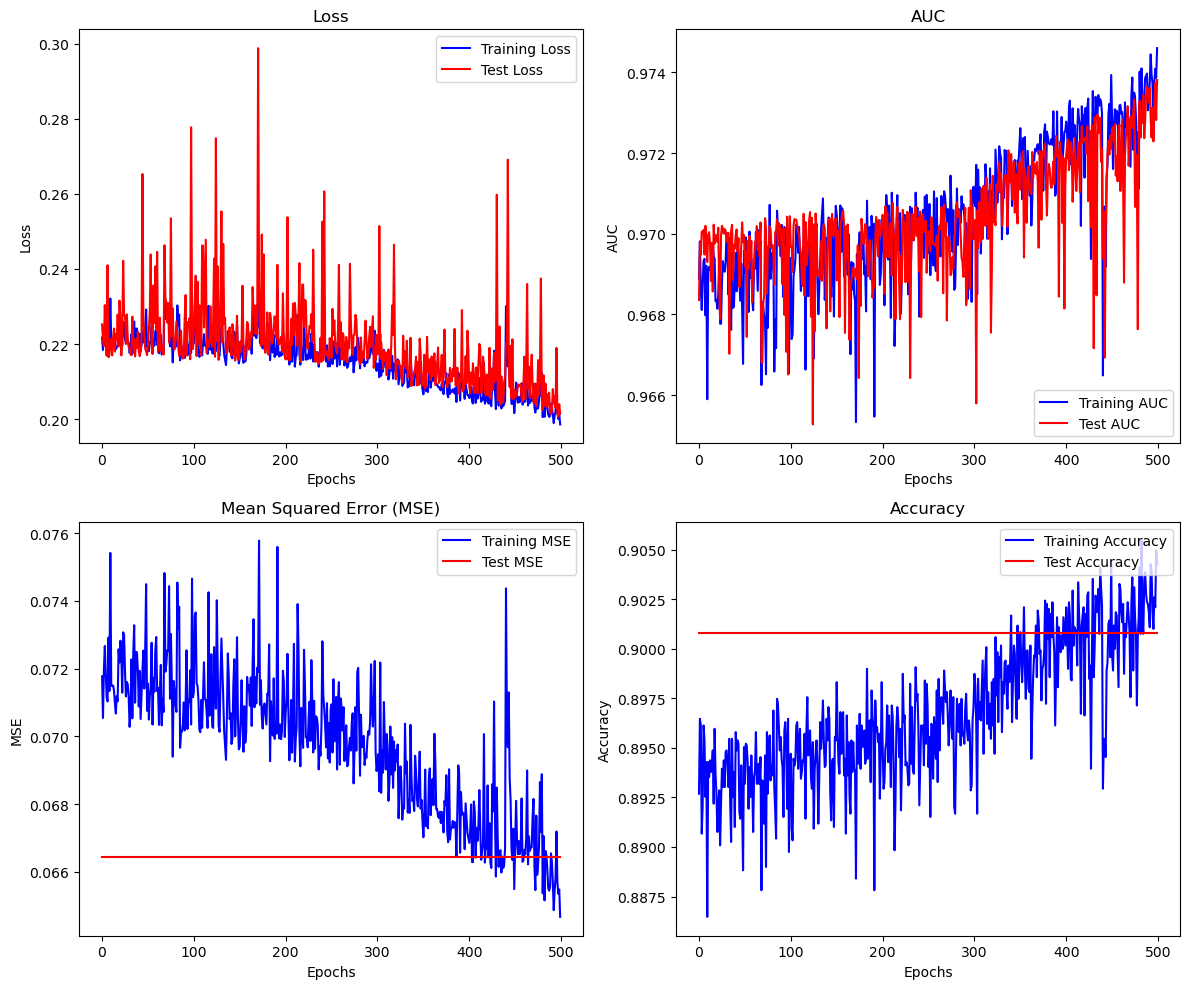 Loss
Loss
0.30
0.28
0.26
0.24
0.22
0.20
Training Loss
Test Loss
0 100 200 300 400 500
Epochs
AUC
AUC
0.974
0.972
0.970
0.968
0.966
Training AUC
Test AUC
0 100 200 300 400 500
Epochs
Mean Squared Error (MSE)
MSE
0.076
0.074
0.072
0.070
0.068
0.066
Training MSE
Test MSE
0 100 200 300 400 500
Epochs
Accuracy
Accuracy
0.9050
0.9025
0.9000
0.8975
0.8950
0.8925
0.8900
0.8875
Training Accuracy
Test Accuracy
0 100 200 300 400 500
Epochs